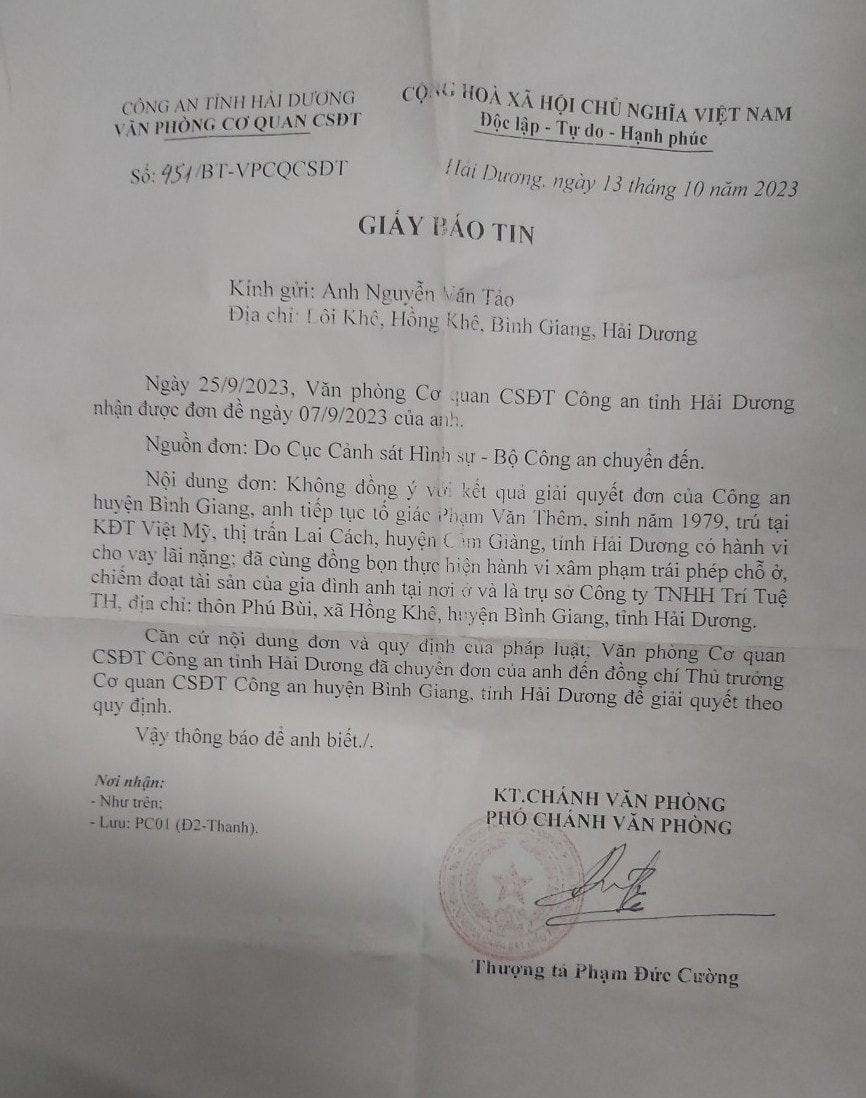 CÔNG AN TỈNH HẢI DƯƠNG
VĂN PHÒNG CƠ QUAN CSĐT
Số: 951/BT-VPCQCSĐT
CỘNG HOÀ XÃ HỘI CHỦ NGHĨA VIỆT NAM
Độc lập - Tự do - Hạnh phúc
Hải Dương, ngày 13 tháng 10 năm 2023
GIẤY BÁO TIN
Kính gửi: Anh Nguyễn Văn Tảo
Địa chỉ: Lôi Khê, Hồng Khê, Bình Giang, Hải Dương
Ngày 25/9/2023, Văn phòng Cơ quan CSĐT Công an tỉnh Hải Dương
nhận được đơn đề ngày 07/9/2023 của anh.
Nguồn đơn: Do Cục Cảnh sát Hình sự - Bộ Công an chuyển đến.
Nội dung đơn: Không đồng ý với kết quả giải quyết đơn của Công an
huyện Bình Giang, anh tiếp tục tố giác Phạm Văn Thêm, sinh năm 1979, trú tại
KĐT Việt Mỹ, thị trấn Lai Cách, huyện Cẩm Giàng, tỉnh Hải Dương có hành vi
cho vay lãi nặng; đã cùng đồng bọn thực hiện hành vi xâm phạm trái phép chỗ ở,
chiếm đoạt tài sản của gia đình anh tại nơi ở và là trụ sở Công ty TNHH Trí Tuệ
TH, địa chỉ: thôn Phú Bùi, xã Hồng Khê, huyện Bình Giang, tỉnh Hải Dương.
Căn cứ nội dung đơn và quy định của pháp luật; Văn phòng Cơ quan
CSĐT Công an tỉnh Hải Dương đã chuyển đơn của anh đến đồng chí Thủ trưởng
Cơ quan CSĐT Công an huyện Bình Giang, tỉnh Hải Dương để giải quyết theo
quy định.
Vậy thông báo để anh biết./.
Nơi nhận:
- Như trên;
- Lưu: PC01 (Đ2-Thanh).
KT.CHÁNH VĂN PHÒNG
PHÓ CHÁNH VĂN PHÒNG
Thượng tá Phạm Đức Cường